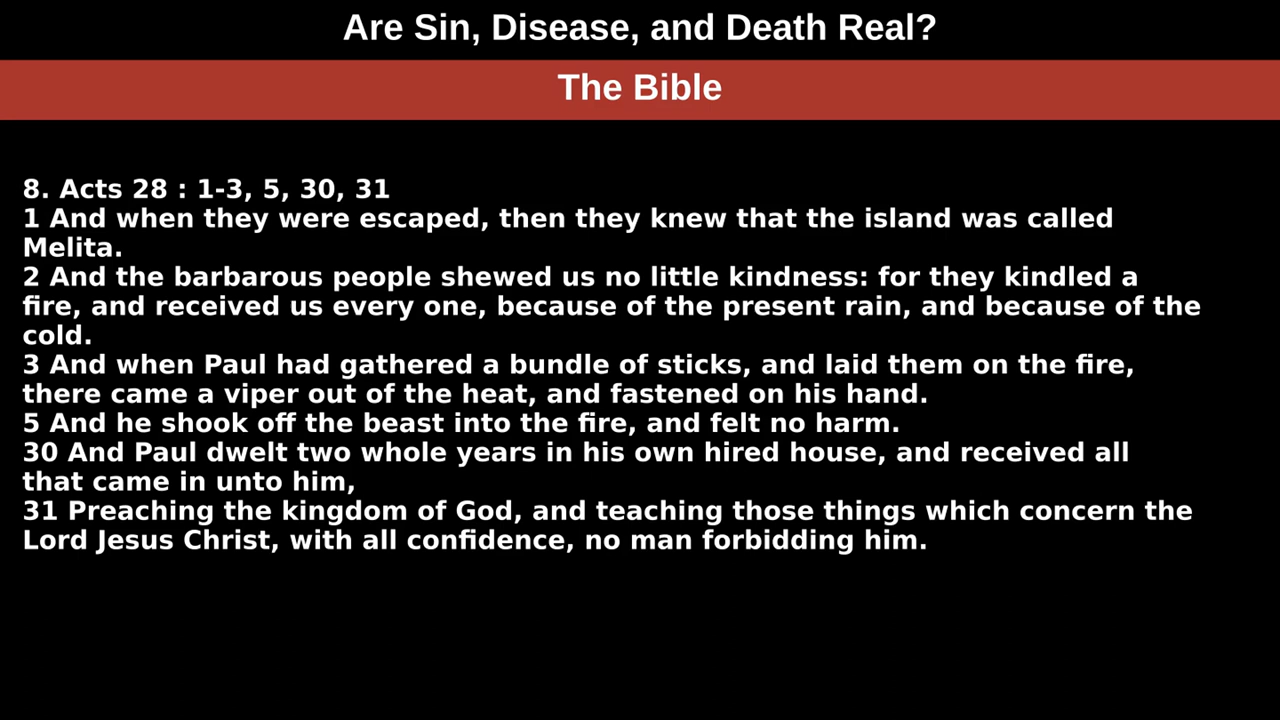 Are Sin, Disease, and Death Real?
The Bible
8. Acts 28 : 1-3, 5, 30, 31
1 And when they were escaped, then they knew that the island was called
Melita.
2 And the barbarous people shewed us no little kindness: for they kindled a
fire, and received us every one, because of the present rain, and because of the
cold.
3 And when Paul had gathered a bundle of sticks, and laid them on the fire,
there came a viper out of the heat, and fastened on his hand.
5 And he shook off the beast into the fire, and felt no harm.
30 And Paul dwelt two whole years in his own hired house, and received all
that came in unto him,
31 Preaching the kingdom of God, and teaching those things which concern the
Lord Jesus Christ, with all confidence, no man forbidding him.